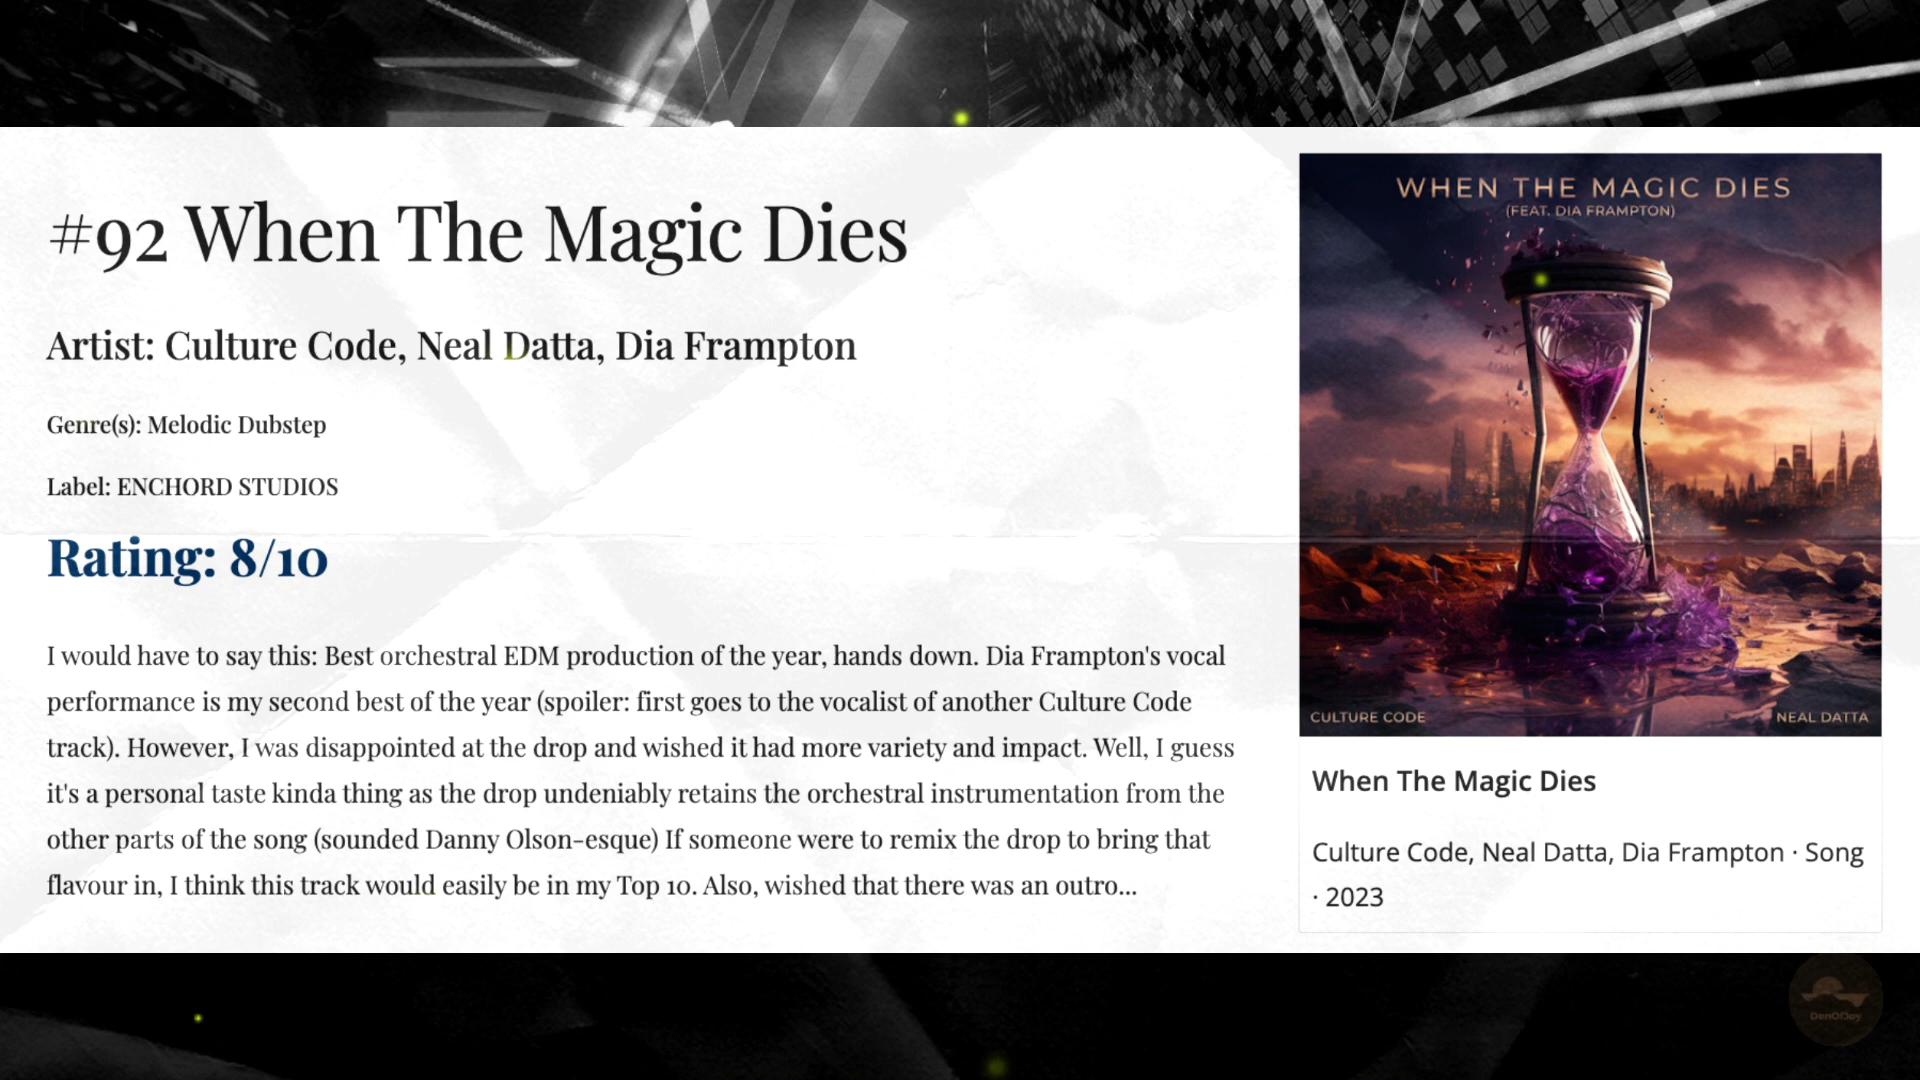 #92 When The Magic Dies
Artist: Culture Code, Neal Datta, Dia Frampton
Genre(s): Melodic Dubstep
Label: ENCHORD STUDIOS
Rating: 8/10
I would have to say this: Best orchestral EDM production of the year, hands down. Dia Frampton's vocal
performance is my second best of the year (spoiler: first goes to the vocalist of another Culture Code
track). However, I was disappointed at the drop and wished it had more variety and impact. Well, I guess
it's a personal taste kinda thing as the drop undeniably retains the orchestral instrumentation from the
other parts of the song (sounded Danny Olson-esque) If someone were to remix the drop to bring that
flavour in, I think this track would easily be in my Top 10. Also, wished that there was an outro...
WHEN THE MAGIC DIES
(FEAT. DIA FRAMPTON)
CULTURE CODE
NEAL DATTA
When The Magic Dies
Culture Code, Neal Datta, Dia Frampton · Song
· 2023
DenOfJoy